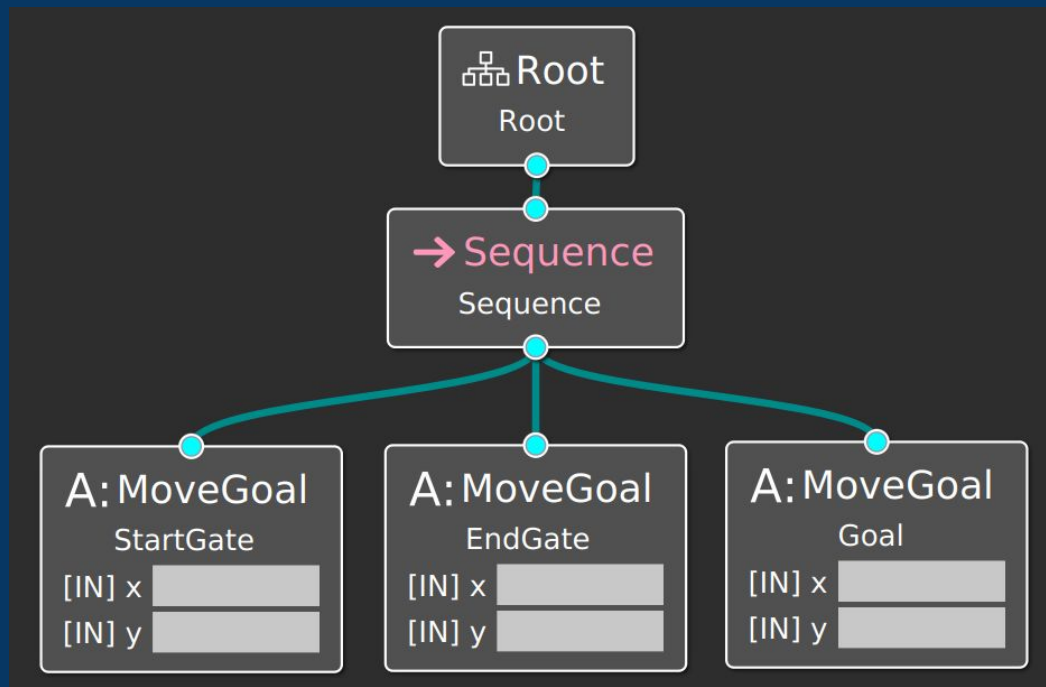 Root
Root
Sequence
Sequence
A: MoveGoal
StartGate
[IN] x
[IN] y
A: MoveGoal
EndGate
[IN] x
[IN] y
A: MoveGoal
Goal
[IN] x
[IN] y